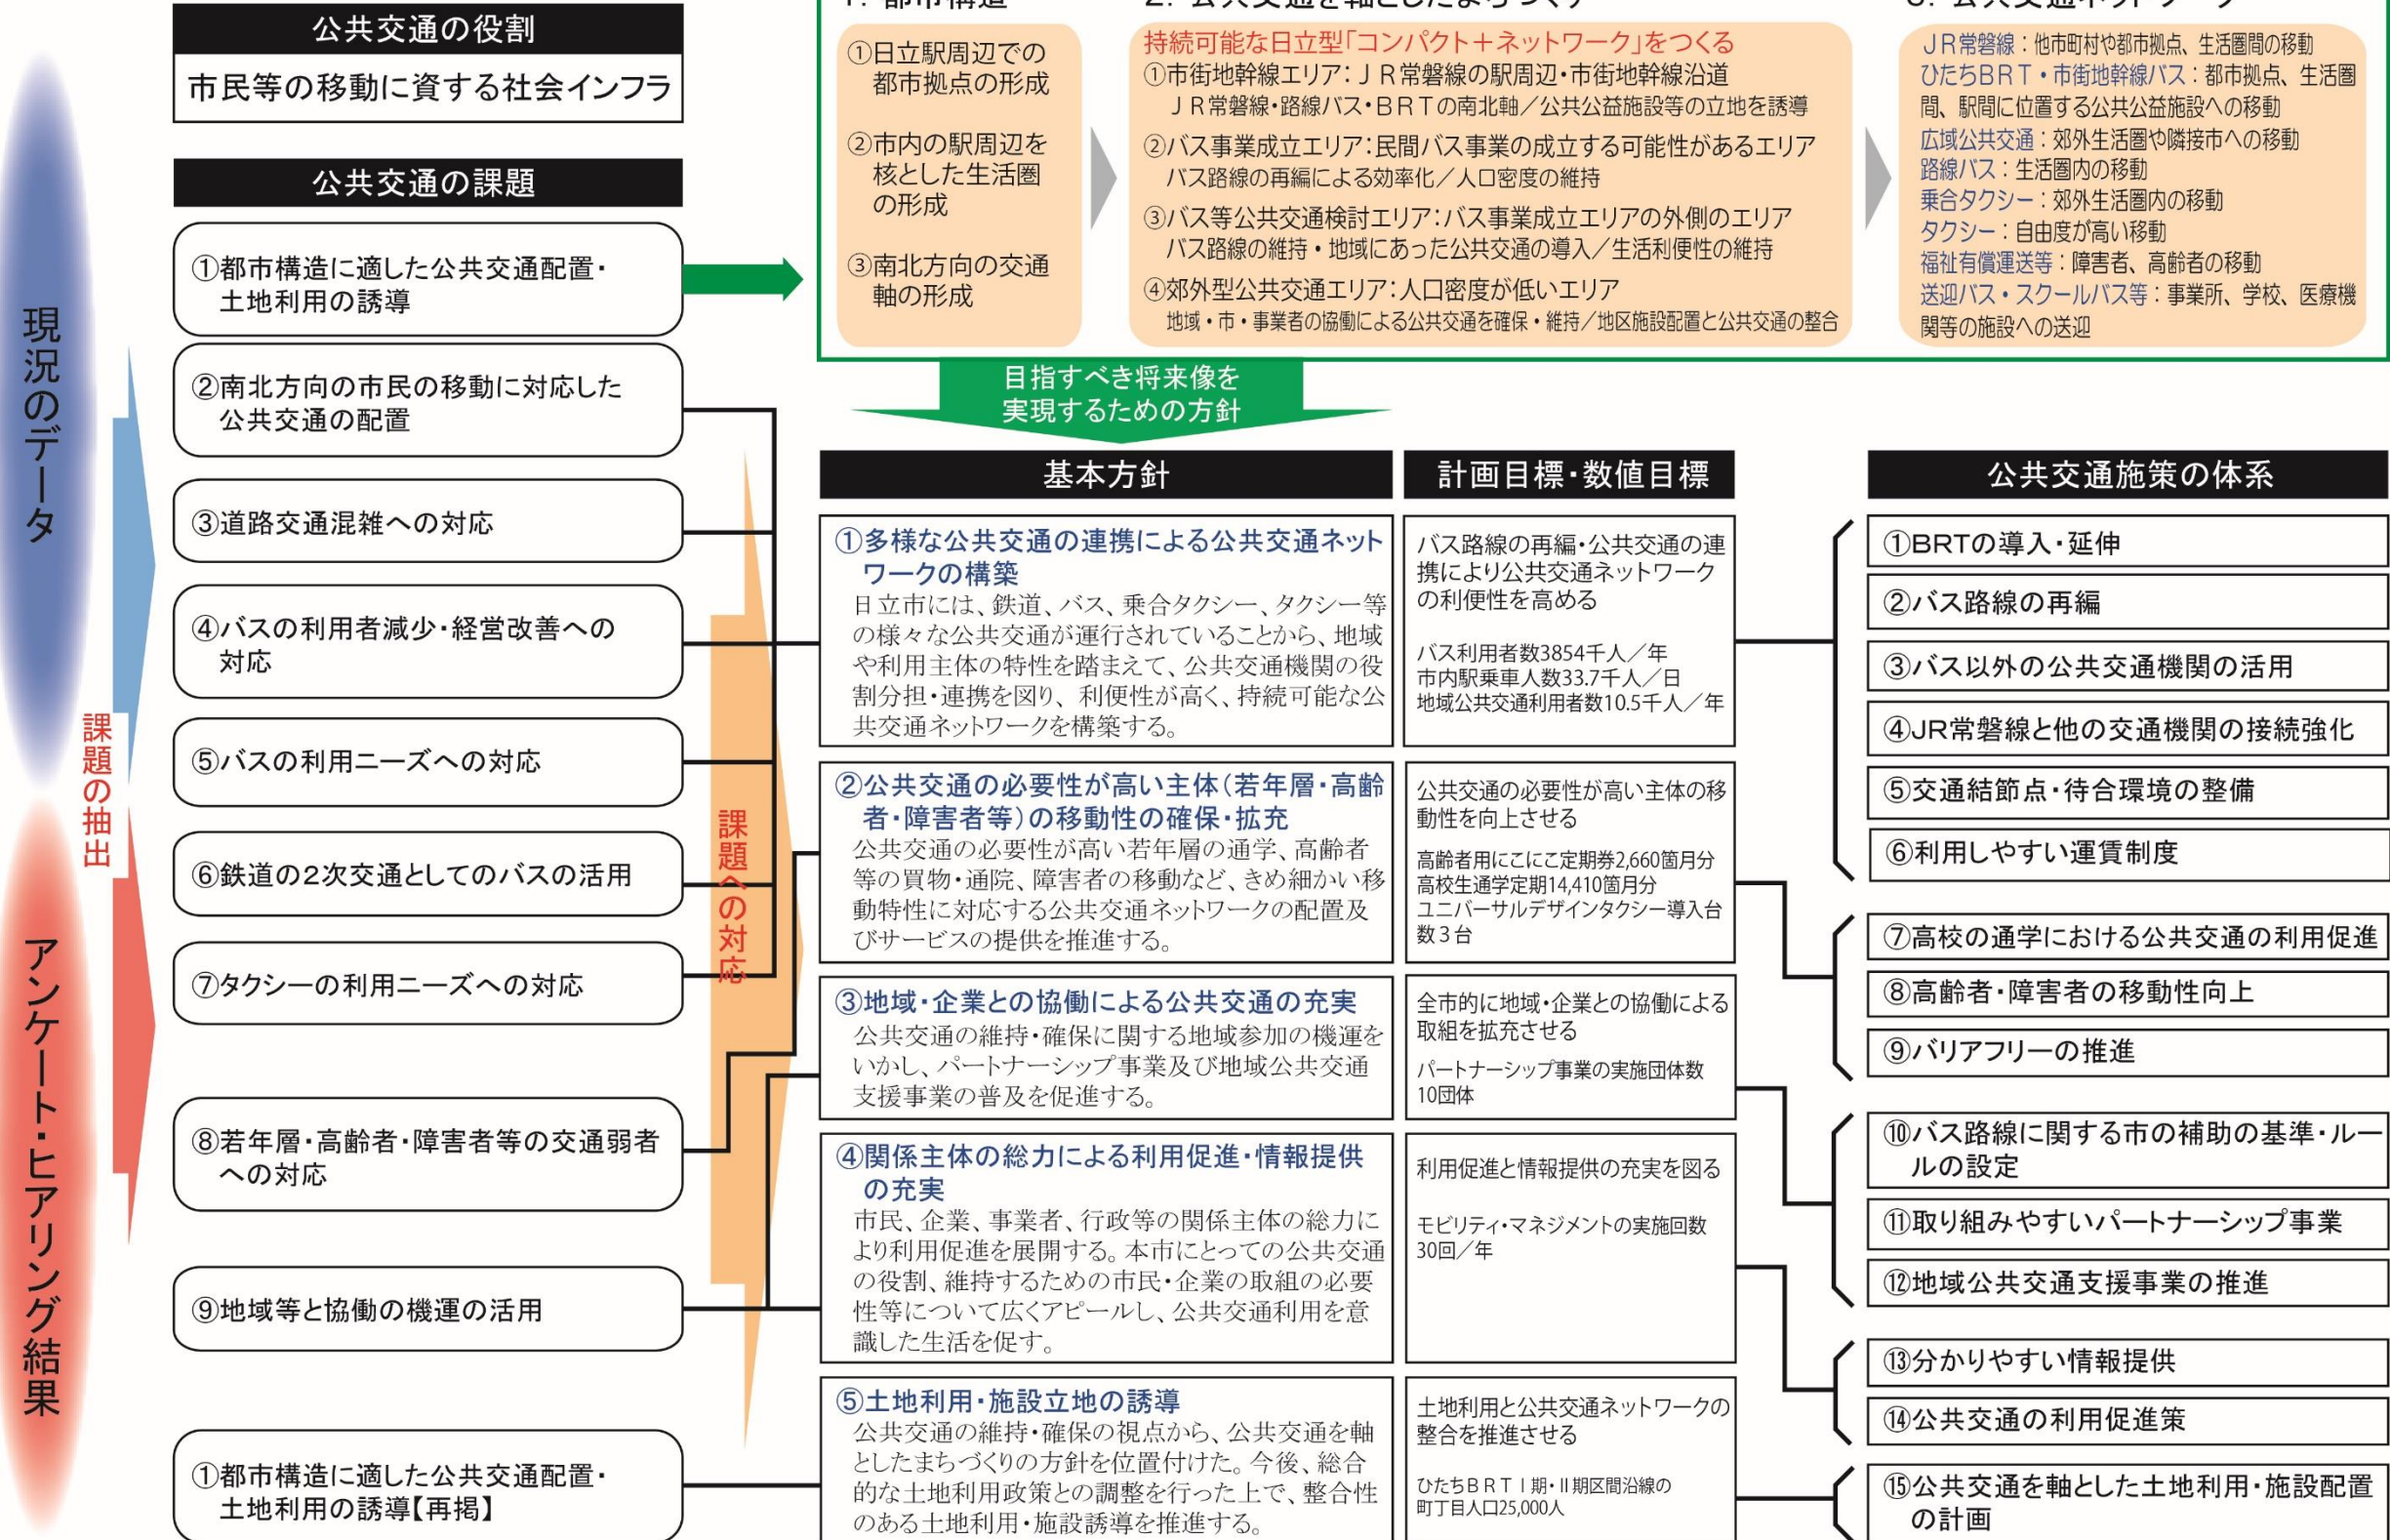 公共交通の役割
市民等の移動に資する社会インフラ
公共交通の課題
①都市構造に適した公共交通配置・
土地利用の誘導
②南北方向の市民の移動に対応した
公共交通の配置
③道路交通混雑への対応
④バスの利用者減少・経営改善への
対応
⑤バスの利用ニーズへの対応
⑥鉄道の2次交通としてのバスの活用
⑦タクシーの利用ニーズへの対応
⑧若年層・高齢者・障害者等の交通弱者
への対応
⑨地域等と協働の機運の活用
①都市構造に適した公共交通配置・
土地利用の誘導【再掲】
現況のデータ
アンケート・ヒアリング結果
課題の抽出
課題への対応
①日立駅周辺での
都市拠点の形成
②市内の駅周辺を
核とした生活圏
の形成
③南北方向の交通
軸の形成
持続可能な日立型「コンパクト＋ネットワーク」をつくる
①市街地幹線エリア：ＪＲ常磐線の駅周辺・市街地幹線沿道
ＪＲ常磐線・路線バス・ＢＲＴの南北軸／公共公益施設等の立地を誘導
②バス事業成立エリア：民間バス事業の成立する可能性があるエリア
バス路線の再編による効率化／人口密度の維持
③バス等公共交通検討エリア：バス事業成立エリアの外側のエリア
バス路線の維持・地域にあった公共交通の導入／生活利便性の維持
④郊外型公共交通エリア：人口密度が低いエリア
地域・市・事業者の協働による公共交通を確保・維持／地区施設配置と公共交通の整合
ＪＲ常磐線：他市町村や都市拠点、生活圏間の移動
ひたちＢＲＴ・市街地幹線バス：都市拠点、生活圏
間、駅間に位置する公共公益施設への移動
広域公共交通：郊外生活圏や隣接市への移動
路線バス：生活圏内の移動
乗合タクシー：郊外生活圏内の移動
タクシー：自由度が高い移動
福祉有償運送等：障害者、高齢者の移動
送迎バス・スクールバス等：事業所、学校、医療機
関等の施設への送迎
目指すべき将来像を
実現するための方針
基本方針
①多様な公共交通の連携による公共交通ネット
ワークの構築
日立市には、鉄道、バス、乗合タクシー、タクシー等
の様々な公共交通が運行されていることから、地域
や利用主体の特性を踏まえて、公共交通機関の役
割分担・連携を図り、利便性が高く、持続可能な公
共交通ネットワークを構築する。
②公共交通の必要性が高い主体（若年層・高齢
者・障害者等）の移動性の確保・拡充
公共交通の必要性が高い若年層の通学、高齢者
等の買物・通院、障害者の移動など、きめ細かい移
動特性に対応する公共交通ネットワークの配置及
びサービスの提供を推進する。
③地域・企業との協働による公共交通の充実
公共交通の維持・確保に関する地域参加の機運を
いかし、パートナーシップ事業及び地域公共交通
支援事業の普及を促進する。
④関係主体の総力による利用促進・情報提供
の充実
市民、企業、事業者、行政等の関係主体の総力に
より利用促進を展開する。本市にとっての公共交通
の役割、維持するための市民・企業の取組の必要
性等について広くアピールし、公共交通利用を意
識した生活を促す。
⑤土地利用・施設立地の誘導
公共交通の維持・確保の視点から、公共交通を軸
としたまちづくりの方針を位置付けた。今後、総合
的な土地利用政策との調整を行った上で、整合性
のある土地利用・施設誘導を推進する。
計画目標・数値目標
バス路線の再編・公共交通の連
携により公共交通ネットワーク
の利便性を高める
バス利用者数3854千人／年
市内駅乗車人数33.7千人／日
地域公共交通利用者数10.5千人／年
公共交通の必要性が高い主体の移
動性を向上させる
高齢者用にこにこ定期券2,660箇月分
高校生通学定期14,410箇月分
ユニバーサルデザインタクシー導入台
数３台
全市的に地域・企業との協働による
取組を拡充させる
パートナーシップ事業の実施団体数
10団体
利用促進と情報提供の充実を図る
モビリティ・マネジメントの実施回数
30回／年
土地利用と公共交通ネットワークの
整合を推進させる
ひたちＢＲＴⅠ期・Ⅱ期区間沿線の
町丁目人口25,000人
公共交通施策の体系
①BRTの導入・延伸
②バス路線の再編
③バス以外の公共交通機関の活用
④JR常磐線と他の交通機関の接続強化
⑤交通結節点・待合環境の整備
⑥利用しやすい運賃制度
⑦高校の通学における公共交通の利用促進
⑧高齢者・障害者の移動性向上
⑨バリアフリーの推進
⑩バス路線に関する市の補助の基準・ルー
ルの設定
⑪取り組みやすいパートナーシップ事業
⑫地域公共交通支援事業の推進
⑬分かりやすい情報提供
⑭公共交通の利用促進策
⑮公共交通を軸とした土地利用・施設配置
の計画